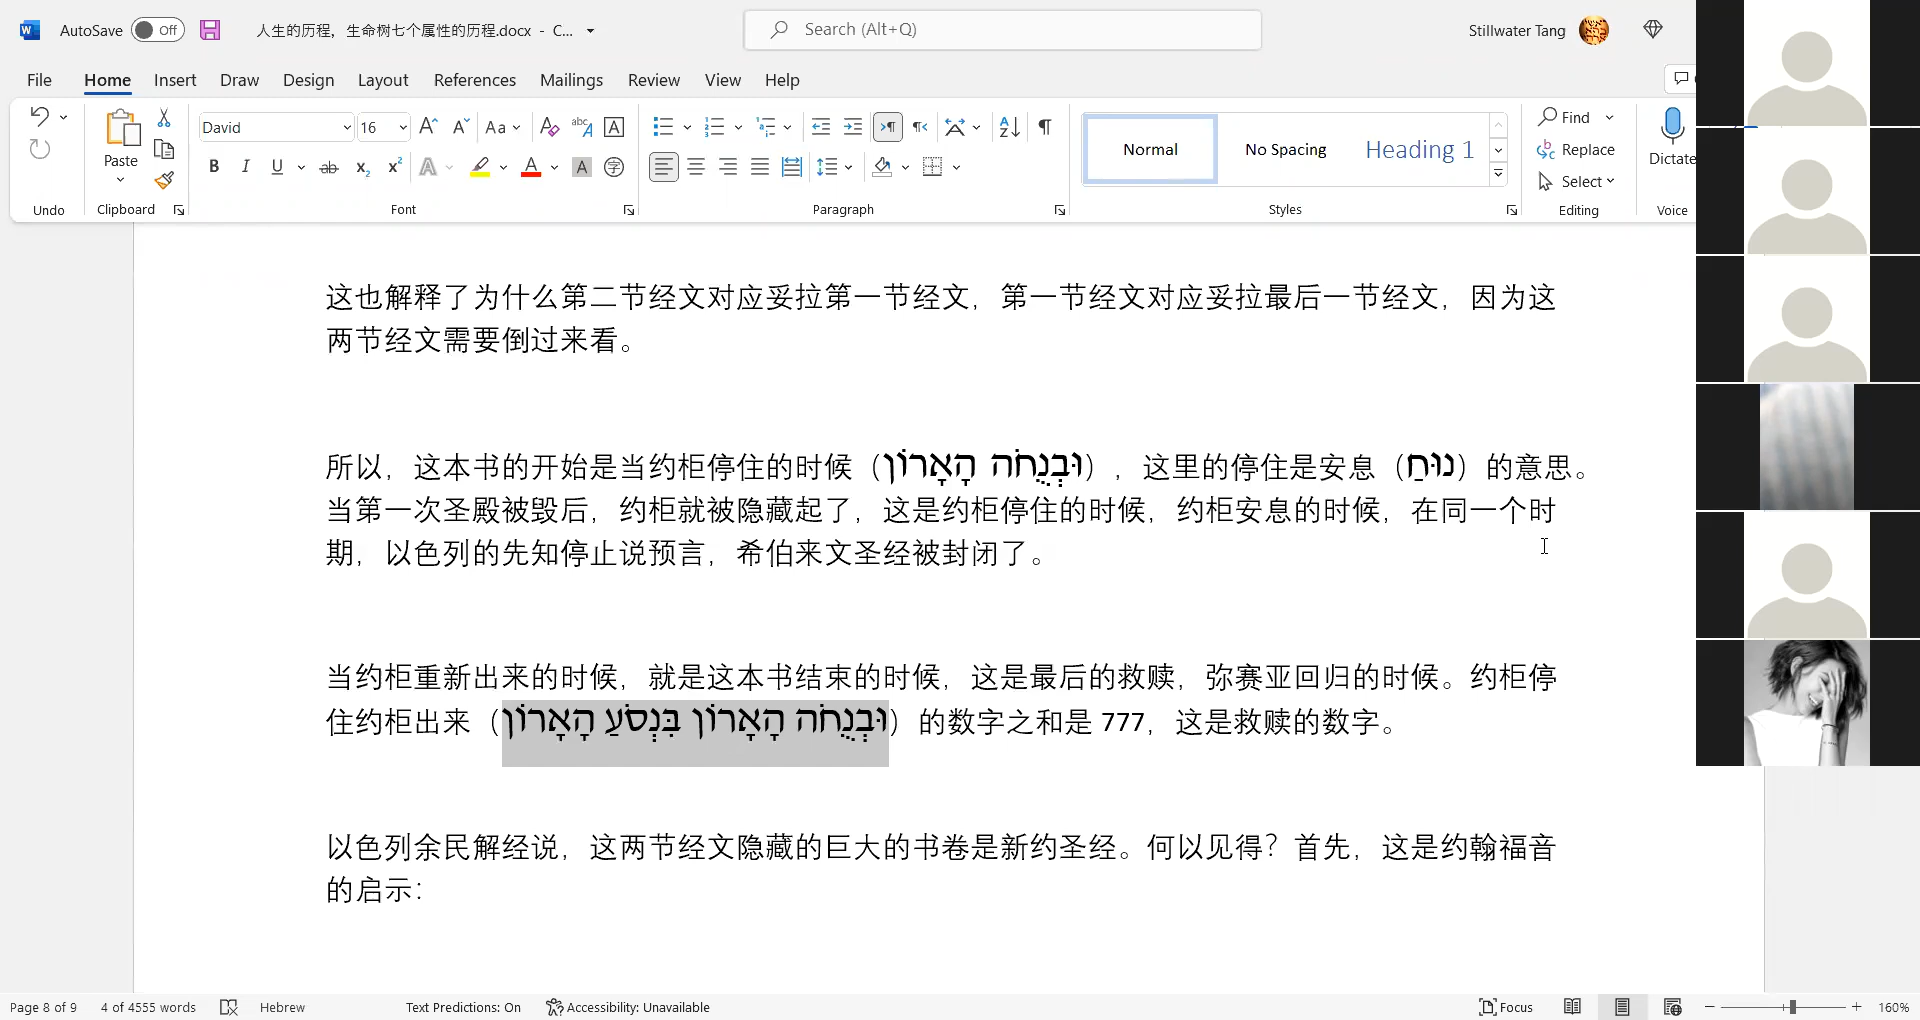 AutoSave Off 人生的历程，生命树七个属性的历程.docx - C... Search (Alt+Q) Stillwater Tang
File Home Insert Draw Design Layout References Mailings Review View Help
Paste
David 16
Normal No Spacing Heading 1
Find
Replace
Select
Dictate
Undo Clipboard Font Paragraph Styles Editing Voice
这也解释了为什么第二节经文对应妥拉第一节经文，第一节经文对应妥拉最后一节经文，因为这
两节经文需要倒过来看。
所以，这本书的开始是当约柜停住的时候（וּבְנֻחֹה הָאָרוֹן），这里的停住是安息（נוּחַ）的意思。
当第一次圣殿被毁后，约柜就被隐藏起了，这是约柜停住的时候，约柜安息的时候，在同一个时
期，以色列的先知停止说预言，希伯来文圣经被封闭了。
当约柜重新出来的时候，就是这本书结束的时候，这是最后的救赎，弥赛亚回归的时候。约柜停
住约柜出来（וּבְנֻחֹה הָאָרוֹן בִּנְסֹעַ הָאָרוֹן）的数字之和是 777，这是救赎的数字。
以色列余民解经说，这两节经文隐藏的巨大的书卷是新约圣经。何以见得？首先，这是约翰福音
的启示：
Page 8 of 9 4 of 4555 words Hebrew Text Predictions: On Accessibility: Unavailable Focus 160%